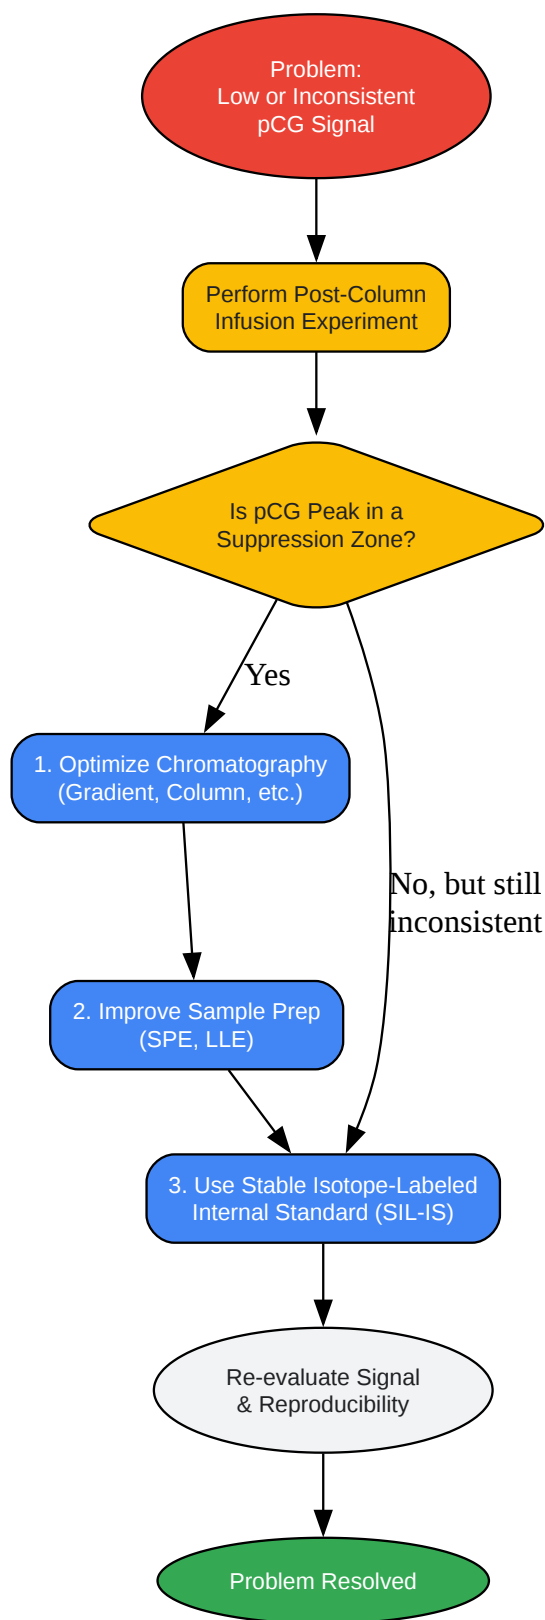 Problem:
Low or Inconsistent
pCG Signal
Perform Post-Column
Infusion Experiment
Is pCG Peak in a
Suppression Zone?
Yes
1. Optimize Chromatography
(Gradient, Column, etc.)
No, but still
inconsistent
2. Improve Sample Prep
(SPE, LLE)
3. Use Stable Isotope-Labeled
Internal Standard (SIL-IS)
Re-evaluate Signal
& Reproducibility
Problem Resolved